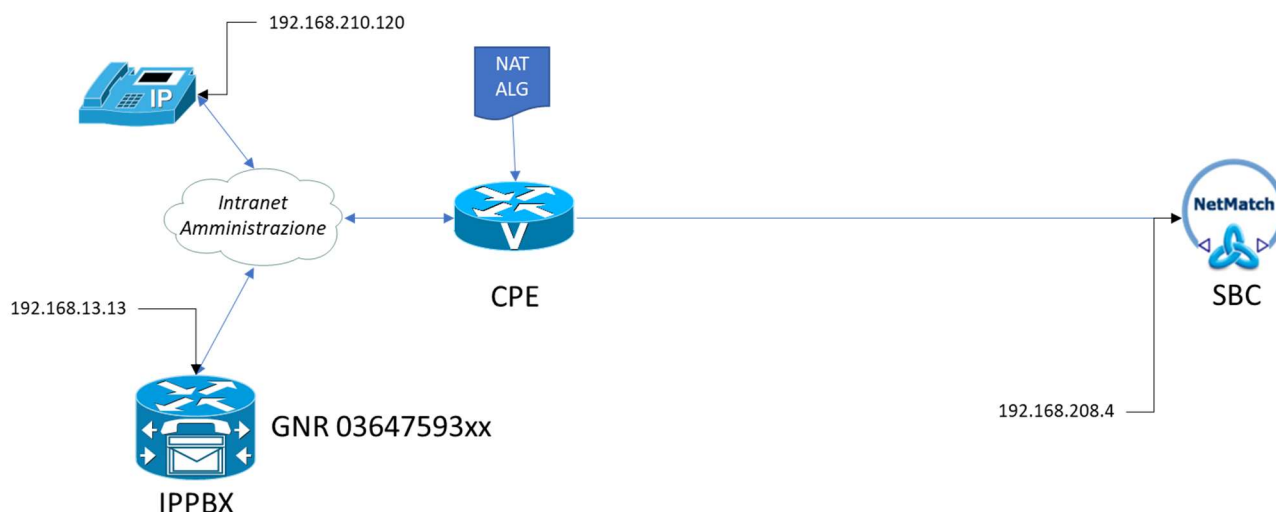 192.168.210.120
IP
NAT
ALG
Intranet
Amministrazione
V
CPE
NetMatch
SBC
192.168.13.13
192.168.208.4
GNR 03647593xx
IPPBX